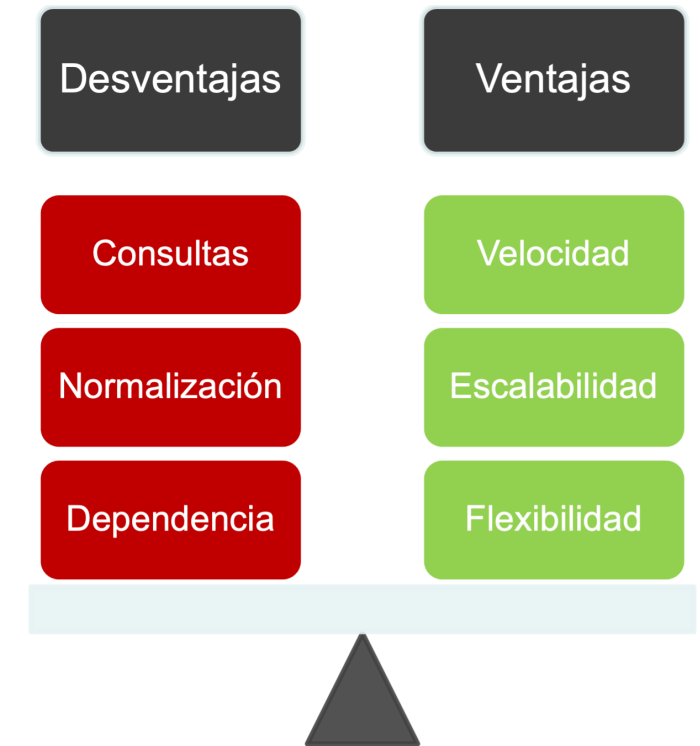 Desventajas
Ventajas
Consultas
Velocidad
Normalización
Escalabilidad
Dependencia
Flexibilidad